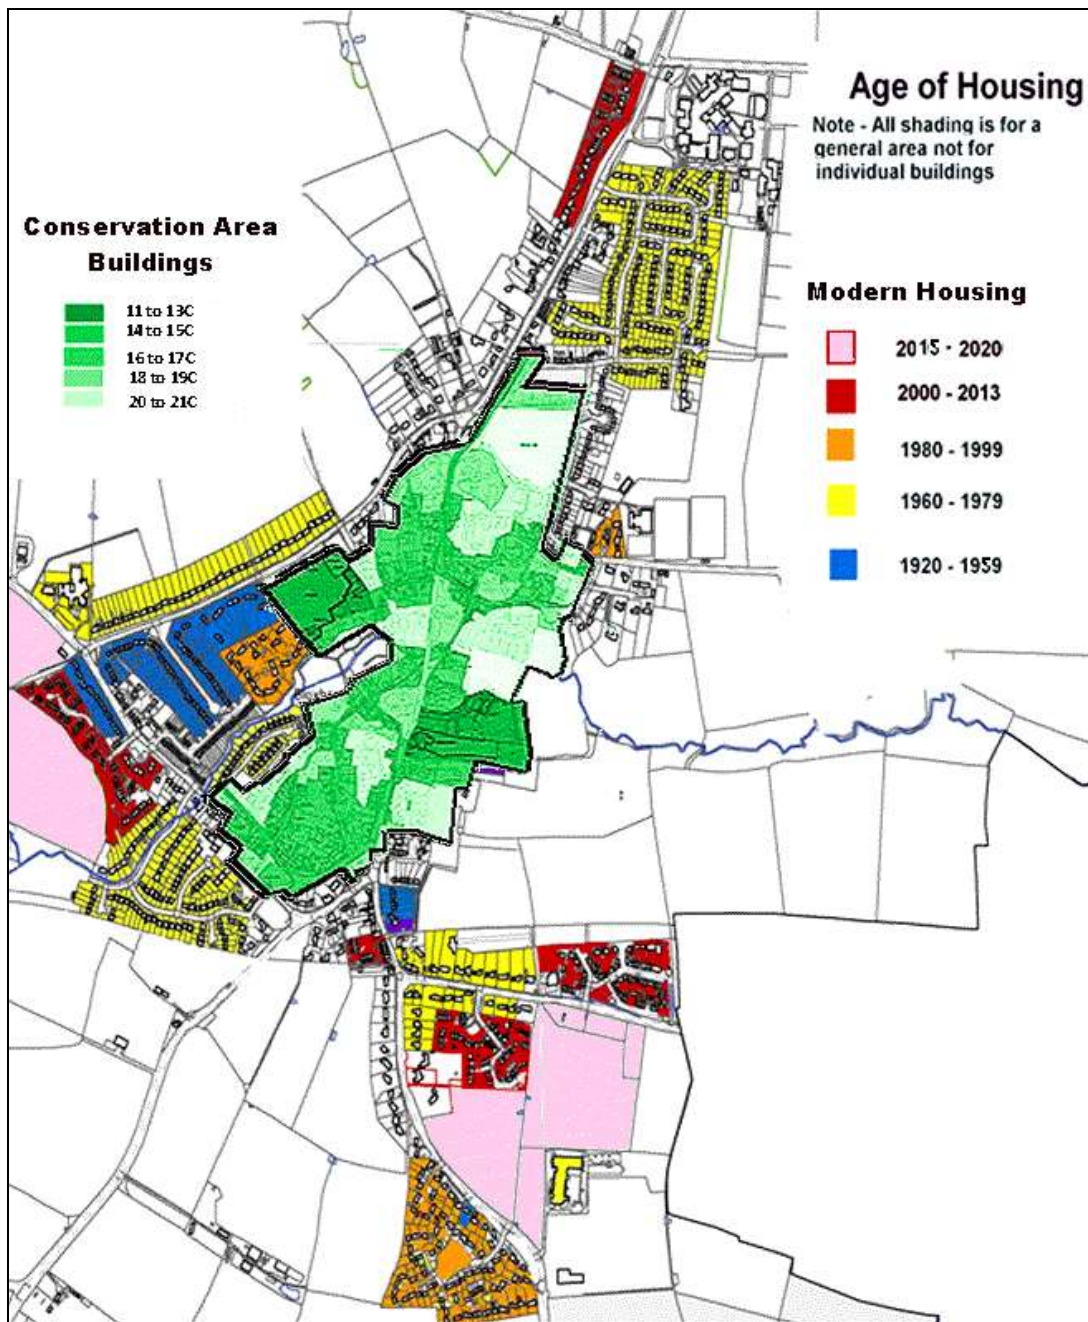 Age of Housing
Note - All shading is for a
general area not for
individual buildings
Conservation Area
Buildings
11 to 13C
14 to 15C
16 to 17C
18 to 19C
20 to 21C
Modern Housing
2015 - 2020
2000 - 2013
1980 - 1999
1960 - 1979
1920 - 1959